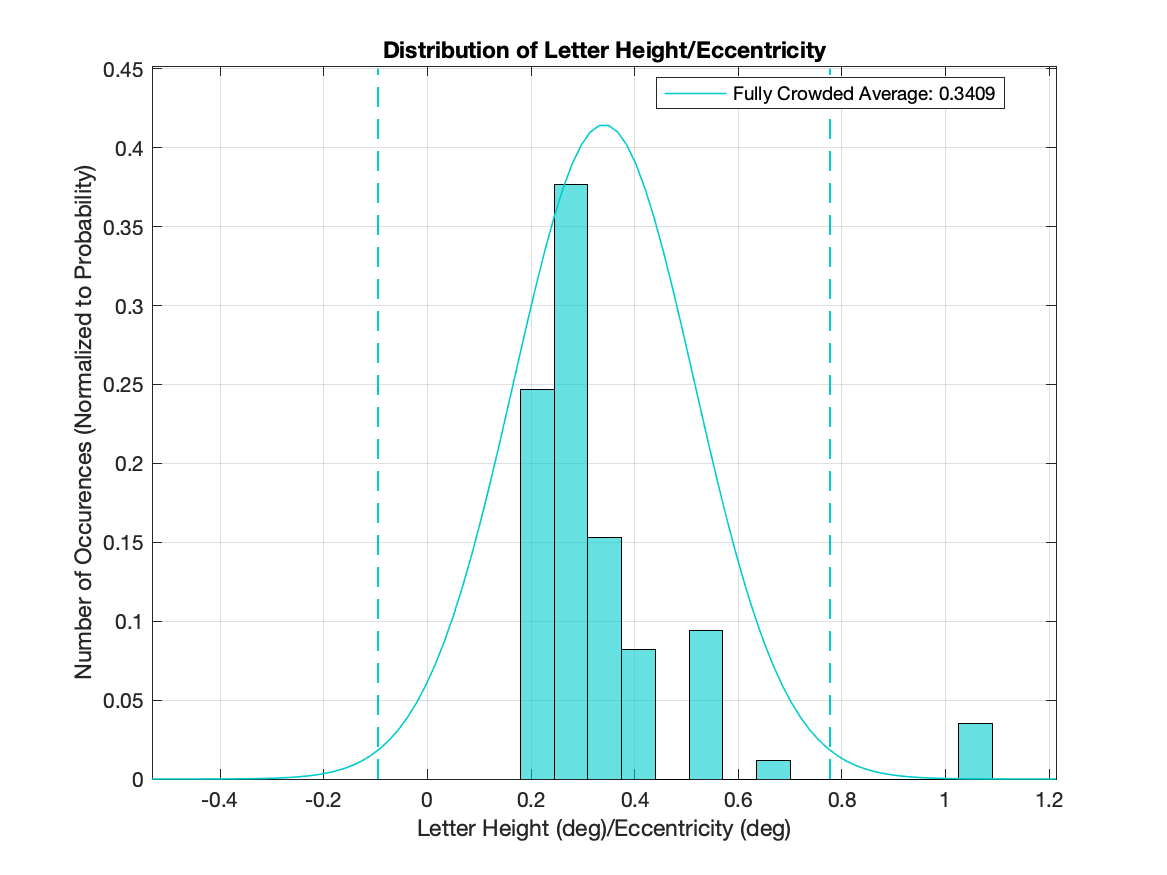 Distribution of Letter Height/Eccentricity
Fully Crowded Average: 0.3409
Number of Occurences (Normalized to Probability)
0.45
0.4
0.35
0.3
0.25
0.2
0.15
0.1
0.05
0
-0.4 -0.2 0 0.2 0.4 0.6 0.8 1 1.2
Letter Height (deg)/Eccentricity (deg)